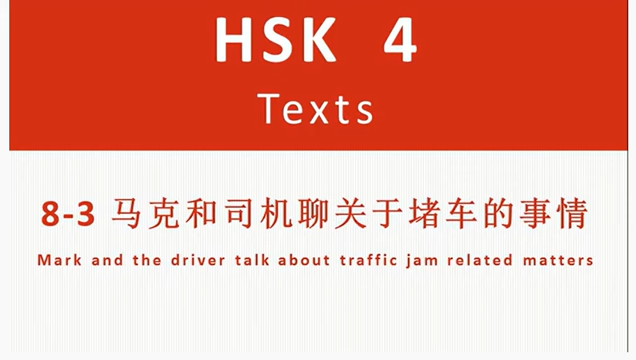 HSK 4
Texts
8-3 马克和司机聊关于堵车的事情
Mark and the driver talk about traffic jam related matters